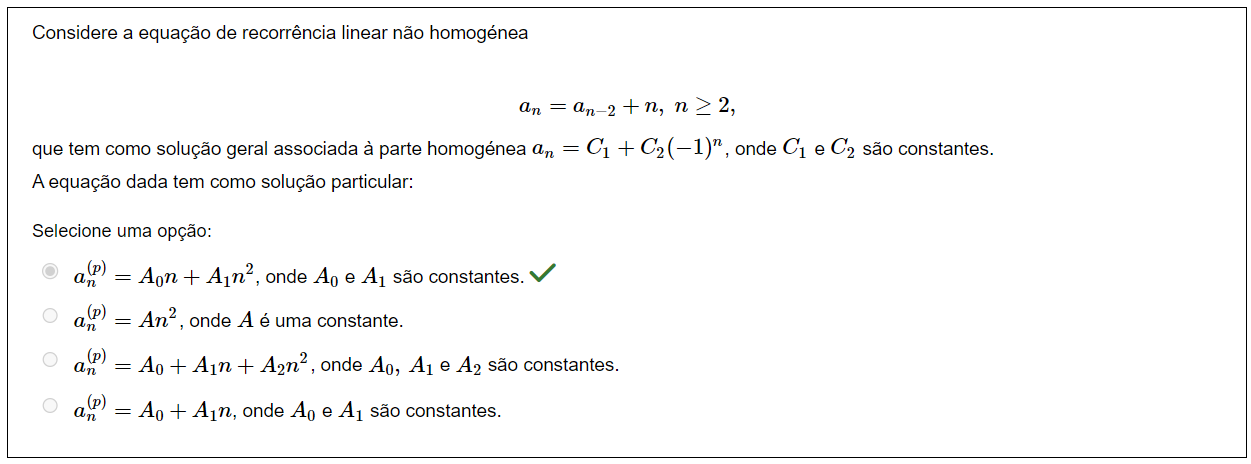 Considere a equação de recorrência linear não homogénea
$a_n = a_{n-2} + n, \; n \geq 2,$
que tem como solução geral associada à parte homogénea $a_n = C_1 + C_2(-1)^n$, onde $C_1$ e $C_2$ são constantes.
A equação dada tem como solução particular:
Selecione uma opção:
$a_n^{(p)} = A_0 n + A_1 n^2$, onde $A_0$ e $A_1$ são constantes.
$a_n^{(p)} = An^2$, onde $A$ é uma constante.
$a_n^{(p)} = A_0 + A_1 n + A_2 n^2$, onde $A_0$, $A_1$ e $A_2$ são constantes.
$a_n^{(p)} = A_0 + A_1 n$, onde $A_0$ e $A_1$ são constantes.